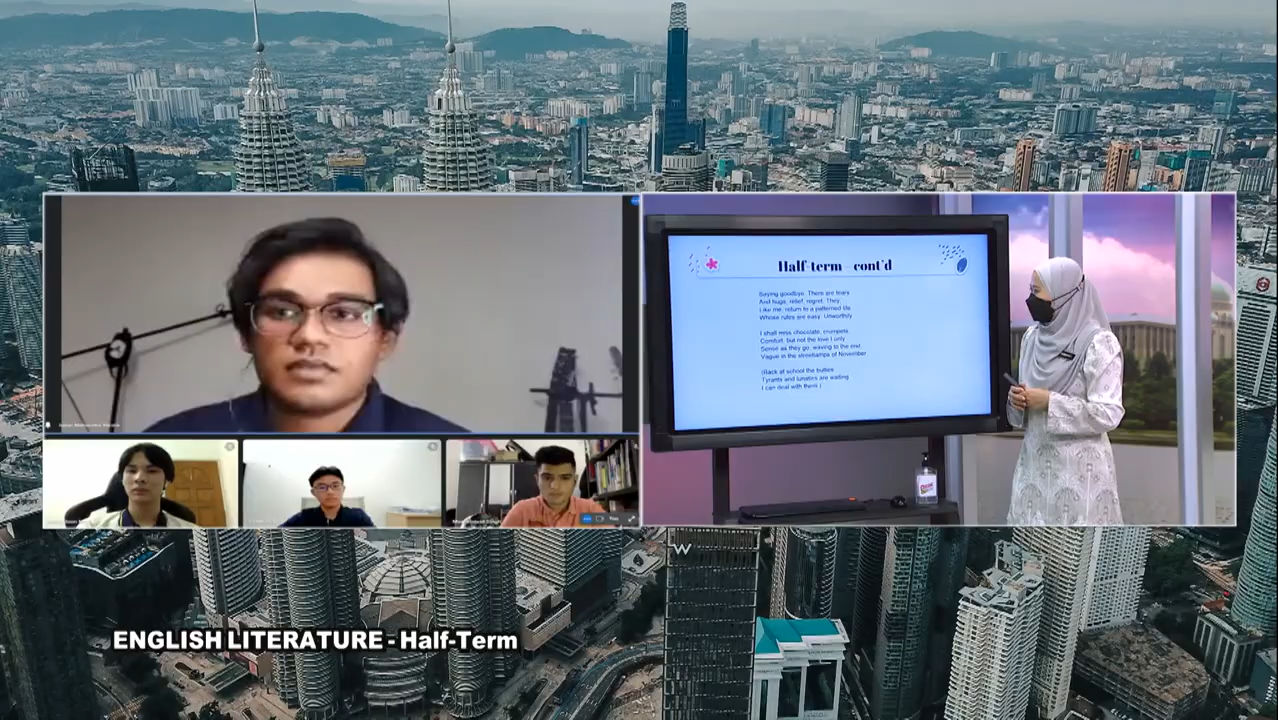 Half-term - cont'd
Saying goodbye. There are tears
And hugs, relief, regret. They,
Like me, return to a patterned life
Whose rules are easy. Unworthily
I shall miss chocolate, crumpets,
Comfort, but not the love I only
Sense as they go, waving to the end,
Vague in the streetlamps of November.
(Back at school the bullies
Tyrants and lunatics are waiting
I can deal with them.)
W
ENGLISH LITERATURE - Half-Term